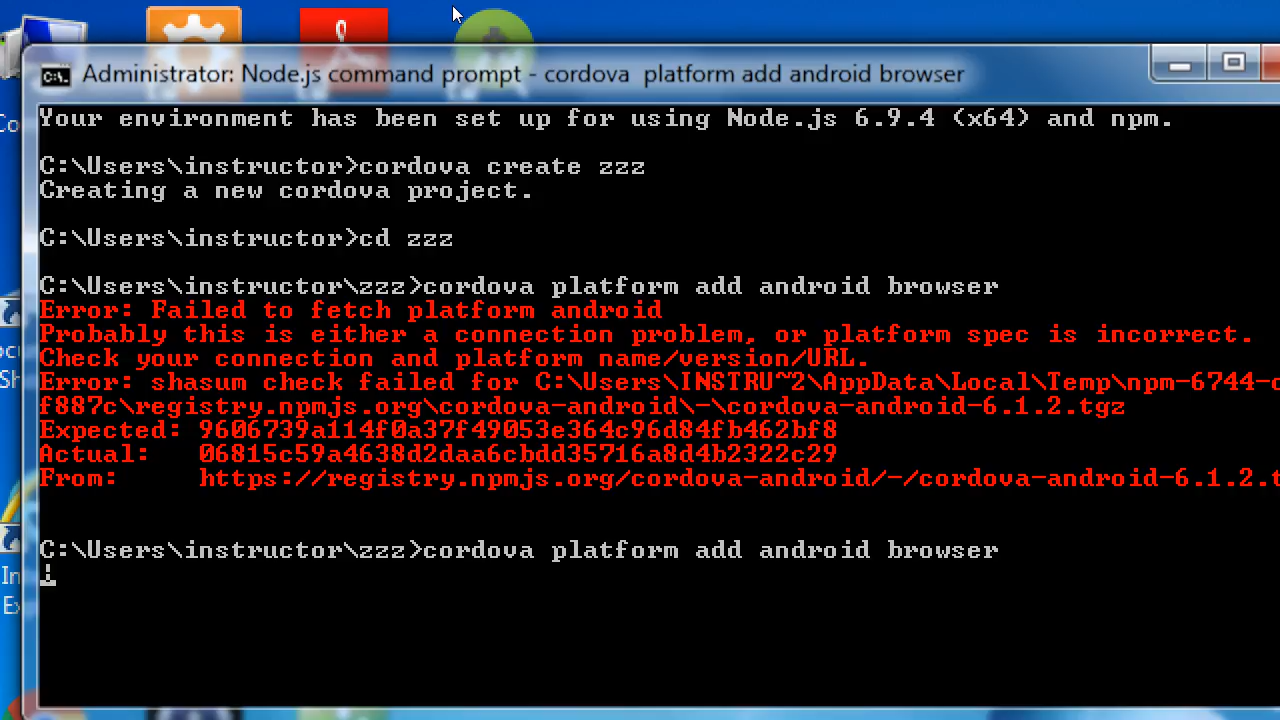 Administrator: Node.js command prompt - cordova  platform add android browser
Your environment has been set up for using Node.js 6.9.4 (x64) and npm.
C:\Users\instructor>cordova create zzz
Creating a new cordova project.
C:\Users\instructor>cd zzz
C:\Users\instructor\zzz>cordova platform add android browser
Error: Failed to fetch platform android
Probably this is either a connection problem, or platform spec is incorrect.
Check your connection and platform name/version/URL.
Error: shasum check failed for C:\Users\INSTRU~2\AppData\Local\Temp\npm-6744-
f887c\registry.npmjs.org\cordova-android\-\cordova-android-6.1.2.tgz
Expected: 9606739a114f0a37f49053e364c96d84fb462bf8
Actual:   06815c59a4638d2daa6cbdd35716a8d4b2322c29
From:     https://registry.npmjs.org/cordova-android/-/cordova-android-6.1.2.t
C:\Users\instructor\zzz>cordova platform add android browser